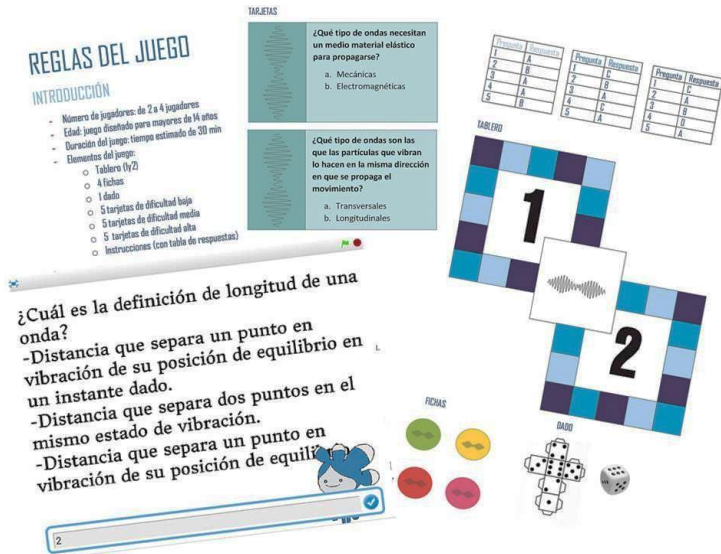 REGLAS DEL JUEGO
INTRODUCCIÓN
- Número de jugadores: de 2 a 4 jugadores
- Edad: juego diseñado para mayores de 14 años
- Duración del juego: tiempo estimado de 30 min
- Elementos del juego:
o Tablero (1y2)
o 4 fichas
o 1 dado
o 5 tarjetas de dificultad baja
o 5 tarjetas de dificultad media
o 5 tarjetas de dificultad alta
o Instrucciones (con tabla de respuestas)
TARJETAS
¿Qué tipo de ondas necesitan
un medio material elástico
para propagarse?
a. Mecánicas
b. Electromagnéticas
¿Qué tipo de ondas son las
que las partículas que vibran
lo hacen en la misma dirección
en que se propaga el
movimiento?
a. Transversales
b. Longitudinales
Pregunta Respuesta
1 A
2 B
3 A
4 A
5 B
Pregunta Respuesta
1 C
2 B
3 A
4 C
5 A
Pregunta Respuesta
1 C
2 A
3 B
4 D
5 A
TABLERO
1
2
¿Cuál es la definición de longitud de una
onda?
-Distancia que separa un punto en
vibración de su posición de equilibrio en
un instante dado.
-Distancia que separa dos puntos en el
mismo estado de vibración.
-Distancia que separa un punto en
vibración de su posición de
2
FICHAS
DADO